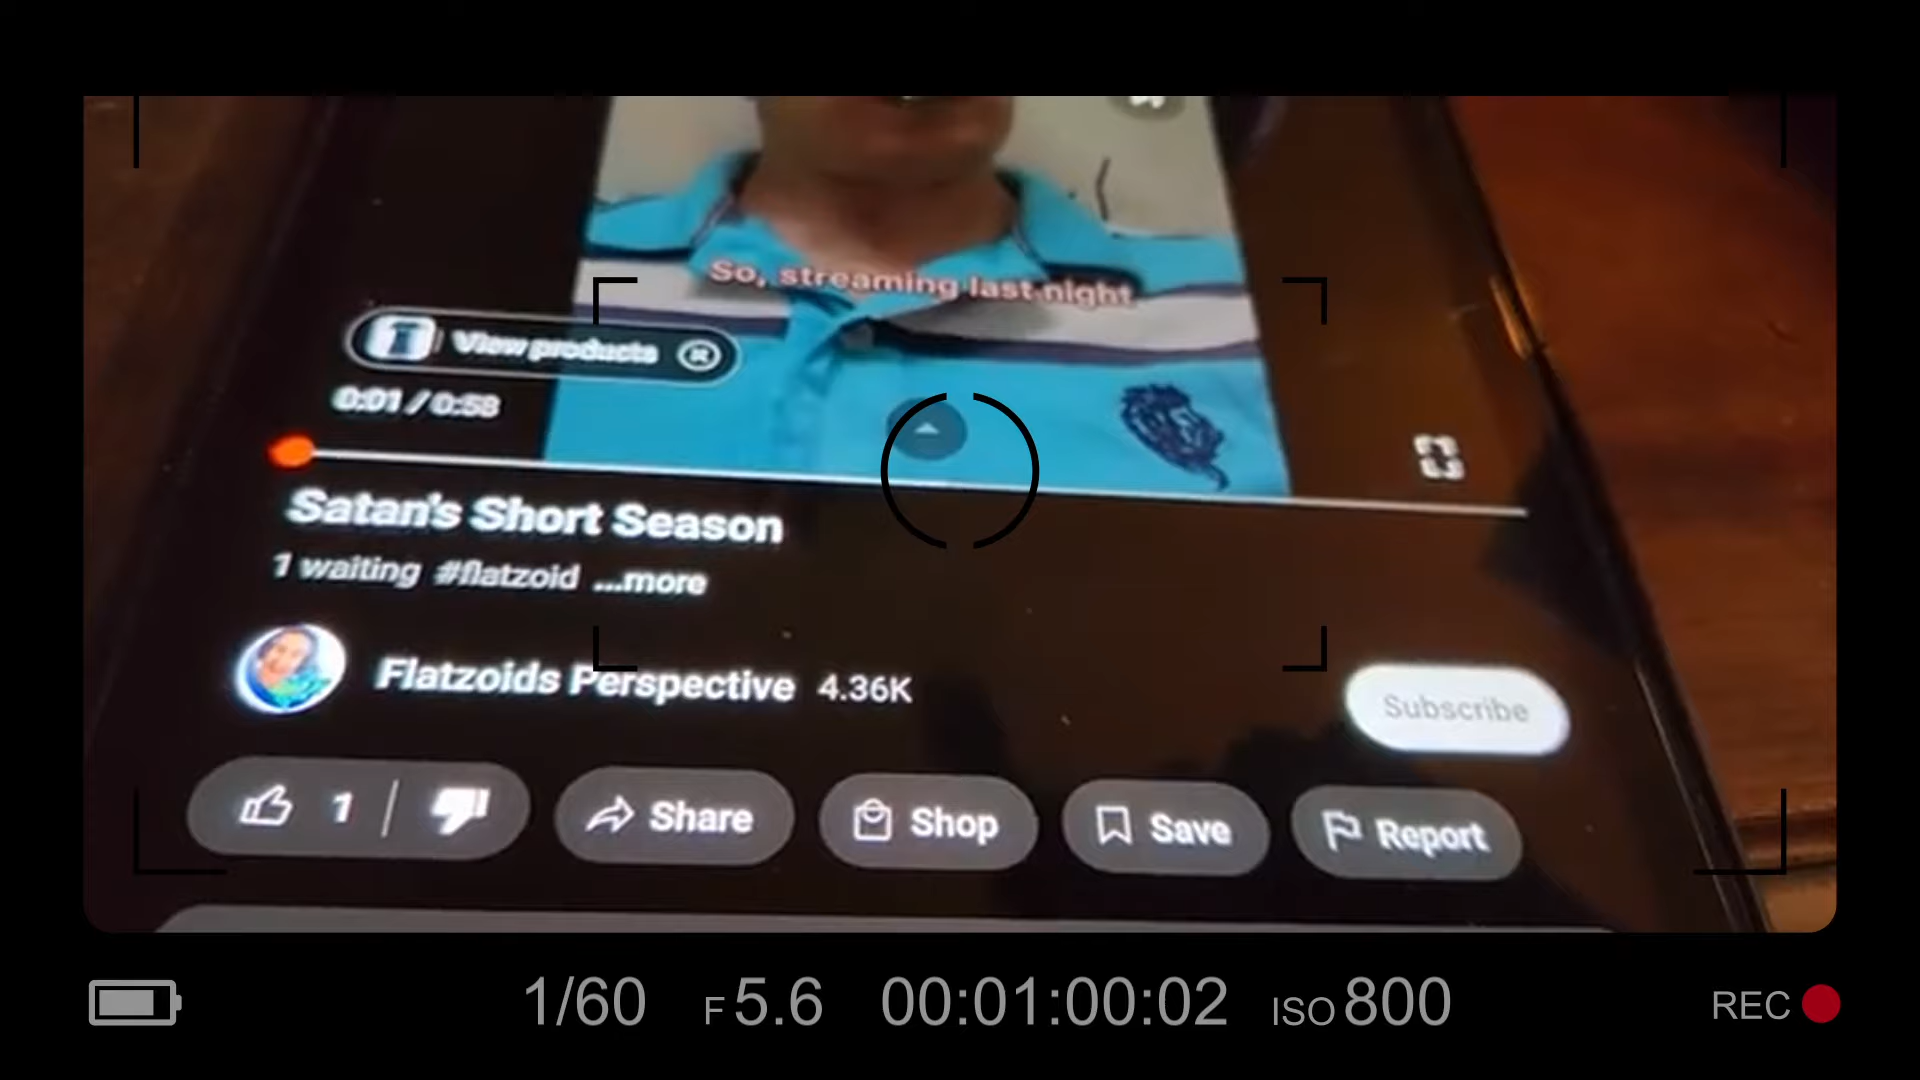 So, streaming last night
View products
0:01 / 0:58
Satan's Short Season
1 waiting #flatzoid ...more
Flatzoids Perspective 4.36K
Subscribe
1 Share Shop Save Report
1/60 F5.6 00:01:00:02 ISO800 REC